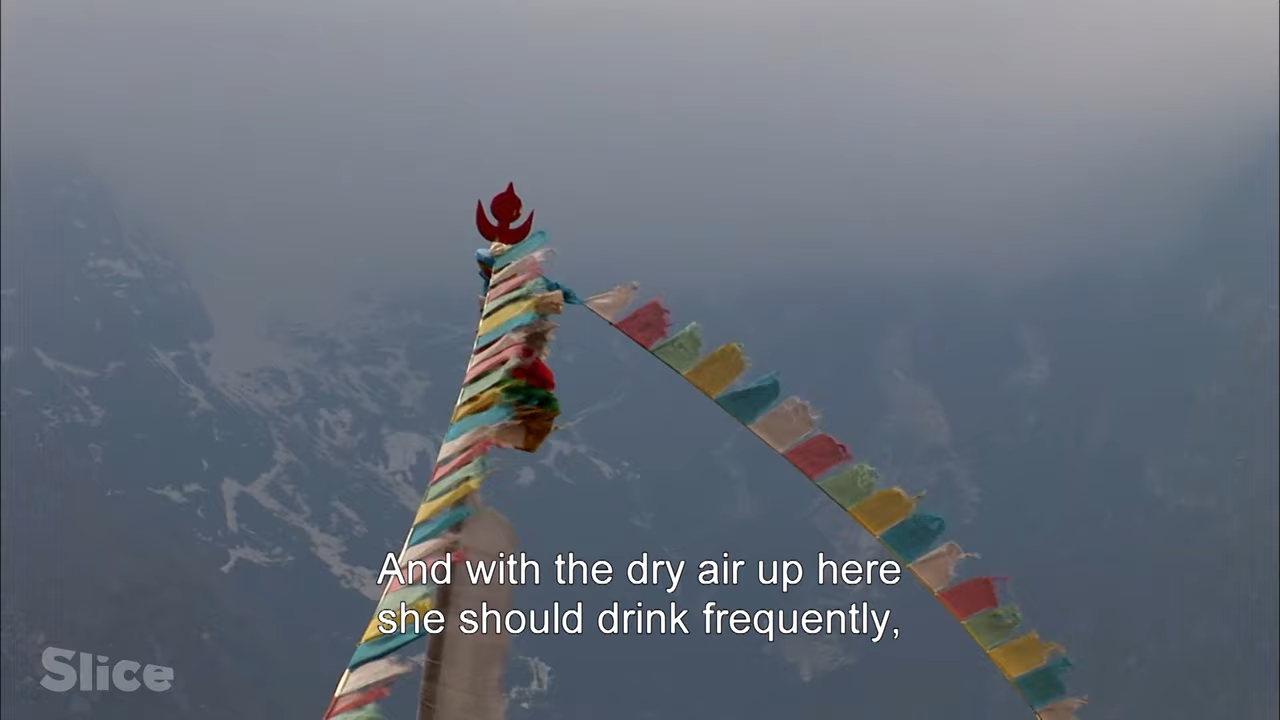 And with the dry air up here
she should drink frequently,
Slice